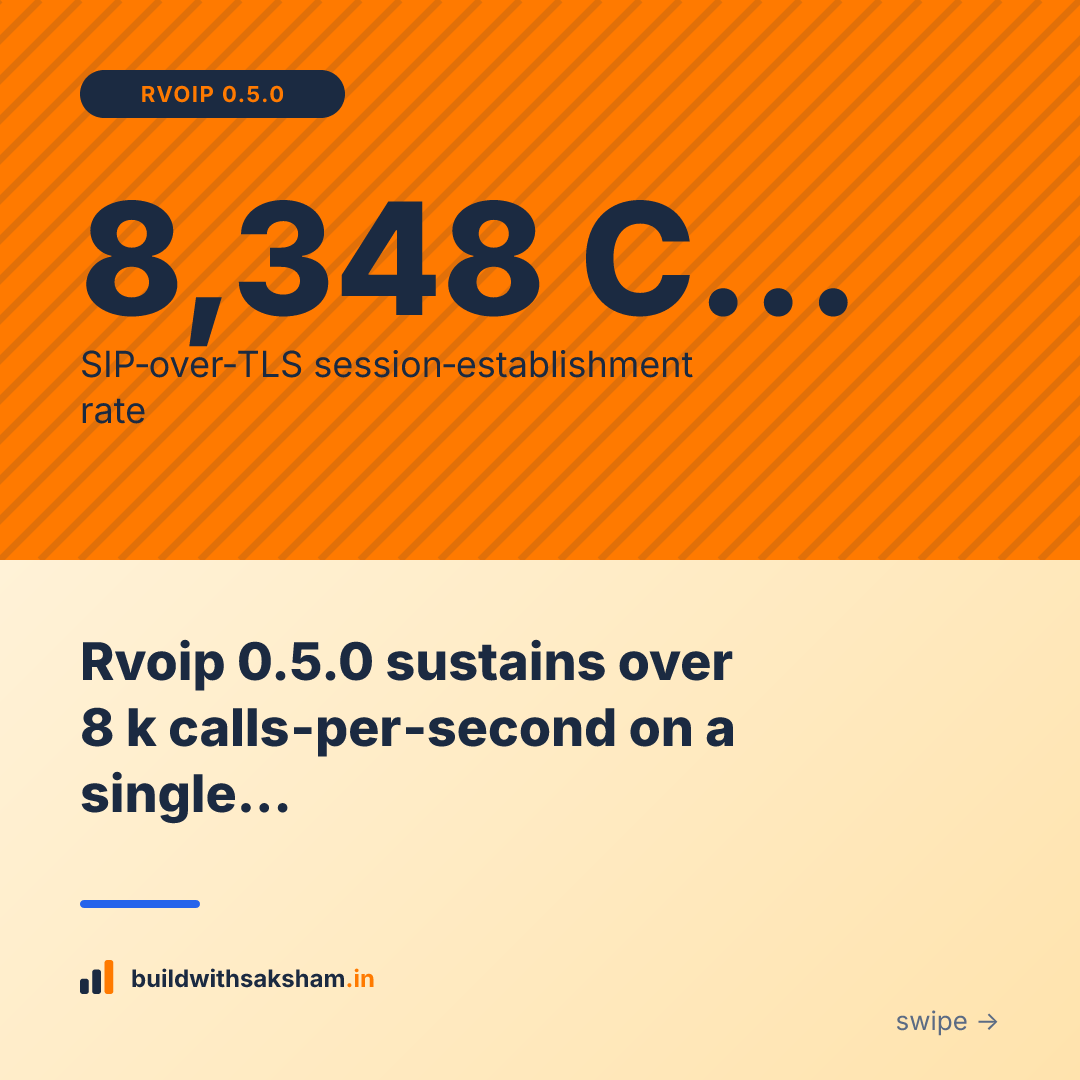 RVOIP 0.5.0
8,348 C...
SIP-over-TLS session-establishment
rate
Rvoip 0.5.0 sustains over
8 k calls-per-second on a
single...
buildwithsaksham.in
swipe →